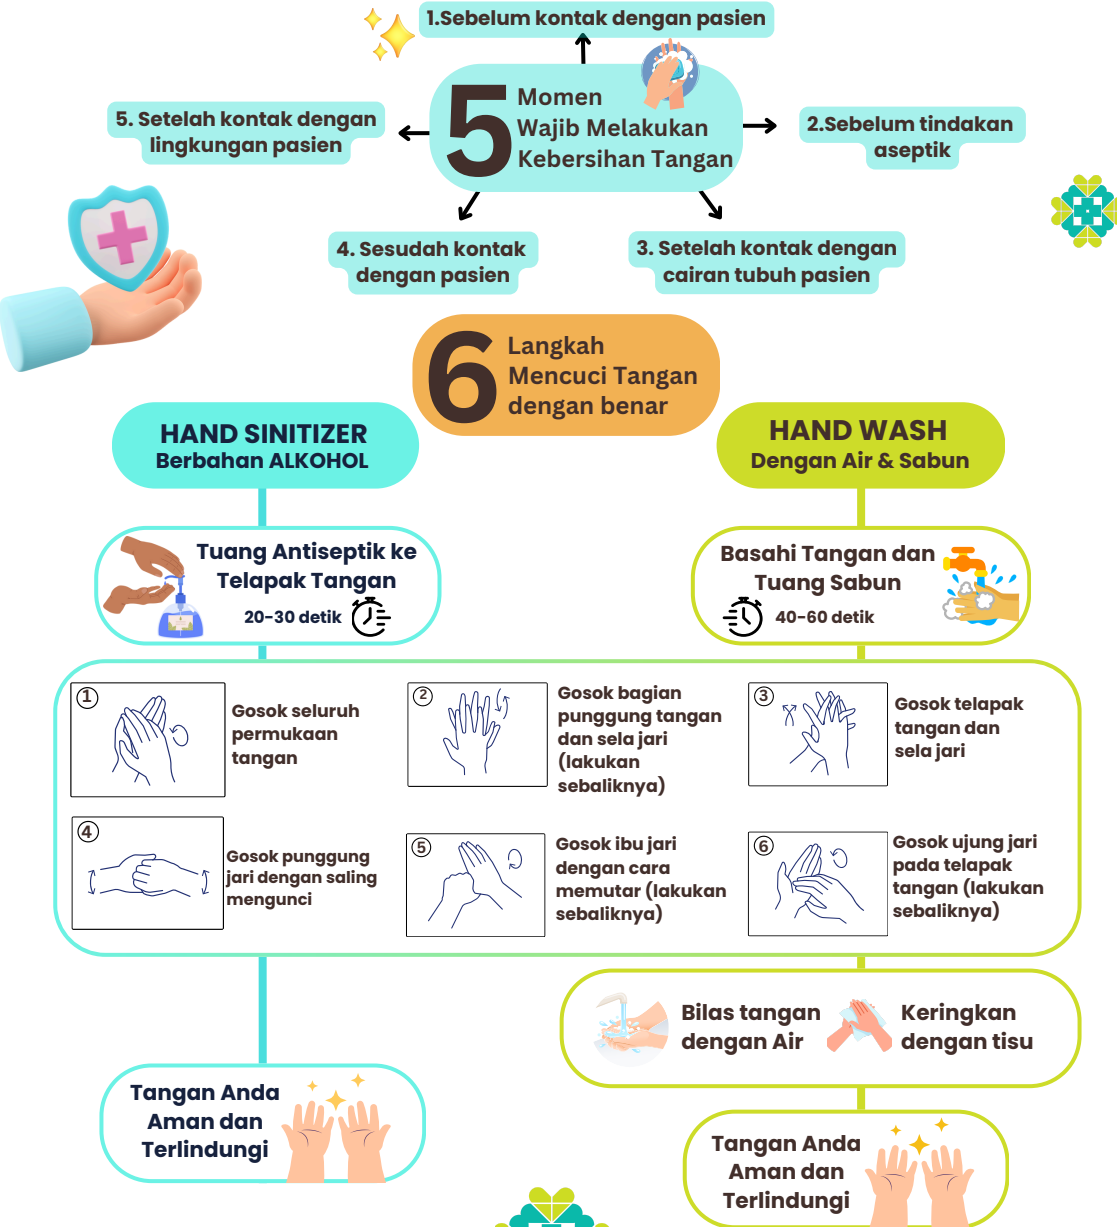 1.Sebelum kontak dengan pasien
5
Momen
Wajib Melakukan
Kebersihan Tangan
5. Setelah kontak dengan
lingkungan pasien
2.Sebelum tindakan
aseptik
4. Sesudah kontak
dengan pasien
3. Setelah kontak dengan
cairan tubuh pasien
6
Langkah
Mencuci Tangan
dengan benar
HAND SINITIZER
Berbahan ALKOHOL
HAND WASH
Dengan Air & Sabun
Tuang Antiseptik ke
Telapak Tangan
20-30 detik
Basahi Tangan dan
Tuang Sabun
40-60 detik
1
Gosok seluruh
permukaan
tangan
2
Gosok bagian
punggung tangan
dan sela jari
(lakukan
sebaliknya)
3
Gosok telapak
tangan dan
sela jari
4
Gosok punggung
jari dengan saling
mengunci
5
Gosok ibu jari
dengan cara
memutar (lakukan
sebaliknya)
6
Gosok ujung jari
pada telapak
tangan (lakukan
sebaliknya)
Bilas tangan
dengan Air
Keringkan
dengan tisu
Tangan Anda
Aman dan
Terlindungi
Tangan Anda
Aman dan
Terlindungi